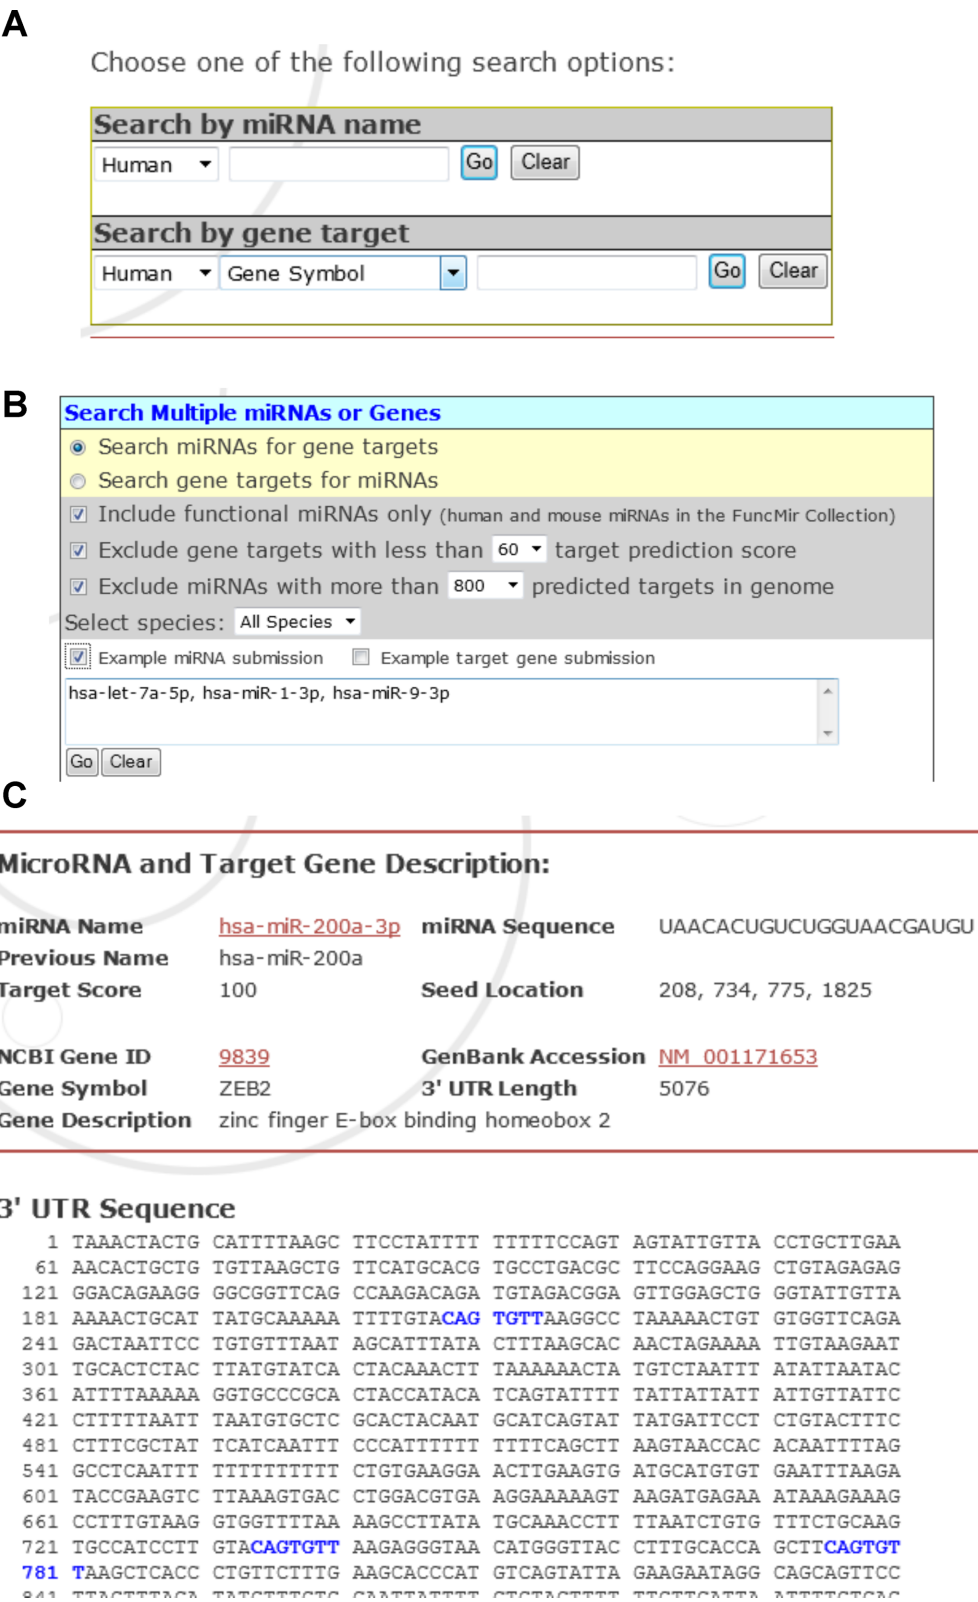 A
Choose one of the following search options:
Search by miRNA name
Human Go Clear
Search by gene target
Human Gene Symbol Go Clear
B
Search Multiple miRNAs or Genes
Search miRNAs for gene targets
Search gene targets for miRNAs
Include functional miRNAs only (human and mouse miRNAs in the FuncMir Collection)
Exclude gene targets with less than 60 target prediction score
Exclude miRNAs with more than 800 predicted targets in genome
Select species: All Species
Example miRNA submission Example target gene submission
hsa-let-7a-5p, hsa-miR-1-3p, hsa-miR-9-3p
Go Clear
C
MicroRNA and Target Gene Description:
miRNA Name hsa-miR-200a-3p miRNA Sequence UAACACUGUCUGGUAACGAUGU
Previous Name hsa-miR-200a
Target Score 100 Seed Location 208, 734, 775, 1825
NCBI Gene ID 9839 GenBank Accession NM_001171653
Gene Symbol ZEB2 3' UTR Length 5076
Gene Description zinc finger E-box binding homeobox 2
3' UTR Sequence
1 TAAACTACTG CATTTTAAGC TTCCTATTTT TTTTTCCAGT AGTATTGTTA CCTGCTTGAA
61 AACACTGCTG TGTTAAGCTG TTCATGCACG TGCCTGACGC TTCCAGGAAG CTGTAGAGAG
121 GGACAGAAGG GGCGGTTCAG CCAAGACAGA TGTAGACGGA GTTGGAGCTG GGTATTGTTA
181 AAAACTGCAT TATGCAAAAA TTTTGTACAG TGTTAAGGCC TAAAAACTGT GTGGTTCAGA
241 GACTAATTCC TGTGTTTAAT AGCATTTATA CTTTAAGCAC AACTAGAAAA TTGTAAGAAT
301 TGCACTCTAC TTATGTATCA CTACAAACTT TAAAAAACTA TGTCTAATTT ATATTAATAC
361 ATTTTAAAAA GGTGCCCGCA CTACCATACA TCAGTATTTT TATTATTATT ATTGTTATTC
421 CTTTTTAATT TAATGTGCTC GCACTACAAT GCATCAGTAT TATGATTCCT CTGTACTTTC
481 CTTTCGCTAT TCATCAATTT CCCATTTTTT TTTTCAGCTT AAGTAACCAC ACAATTTTAG
541 GCCTCAATTT TTTTTTTTTT CTGTGAAGGA ACTTGAAGTG ATGCATGTGT GAATTTAAGA
601 TACCGAAGTC TTAAAGTGAC CTGGACGTGA AGGAAAAAGT AAGATGAGAA ATAAAGAAAG
661 CCTTTGTAAG GTGGTTTTAA AAGCCTTATA TGCAAACCTT TTAATCTGTG TTTCTGCAAG
721 TGCCATCCTT GTACAGTGTT AAGAGGGTAA CATGGGTTAC CTTTGCACCA GCTTCAGTGT
781 TAAGCTCACC CTGTTCTTTG AAGCACCCAT GTCAGTATTA GAAGAATAGG CAGCAGTTCC